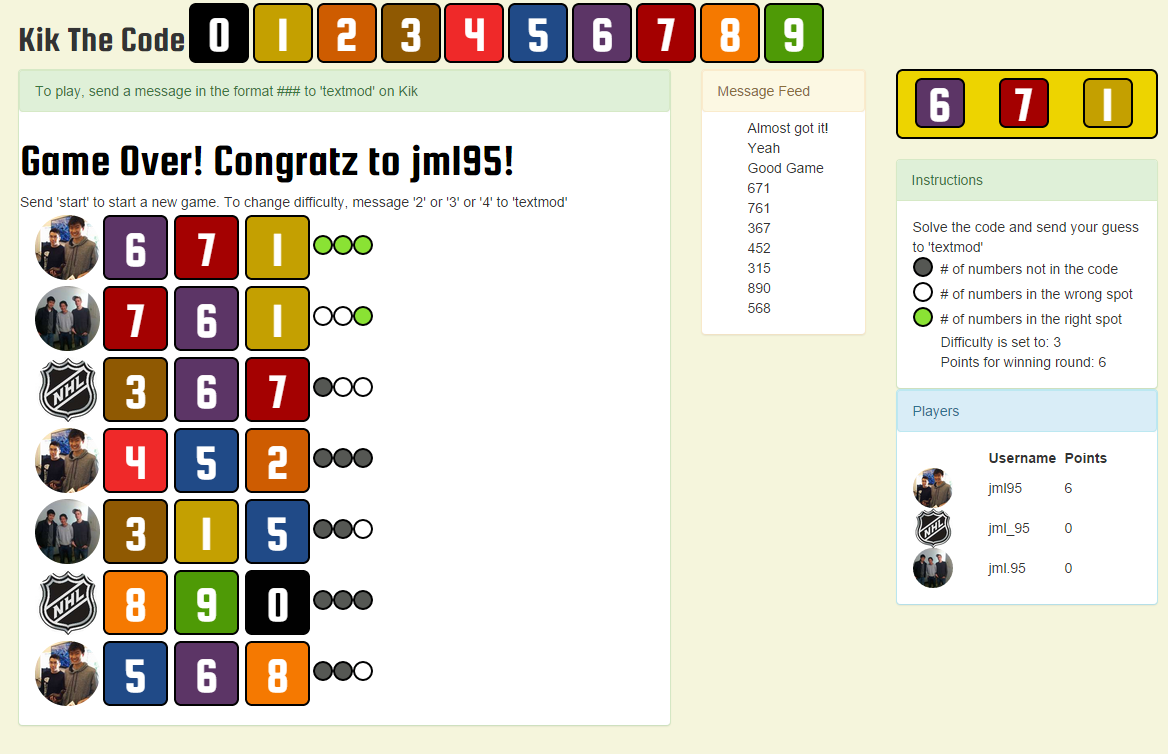 Kik The Code 0 1 2 3 4 5 6 7 8 9
To play, send a message in the format ### to 'textmod' on Kik
Game Over! Congratz to jml95!
Send 'start' to start a new game. To change difficulty, message '2' or '3' or '4' to 'textmod'
6 7 1
7 6 1
NHL 3 6 7
4 5 2
3 1 5
NHL 8 9 0
5 6 8
Message Feed
Almost got it!
Yeah
Good Game
671
761
367
452
315
890
568
6 7 1
Instructions
Solve the code and send your guess
to 'textmod'
# of numbers not in the code
# of numbers in the wrong spot
# of numbers in the right spot
Difficulty is set to: 3
Points for winning round: 6
Players
Username Points
jml95 6
NHL jml_95 0
jml.95 0